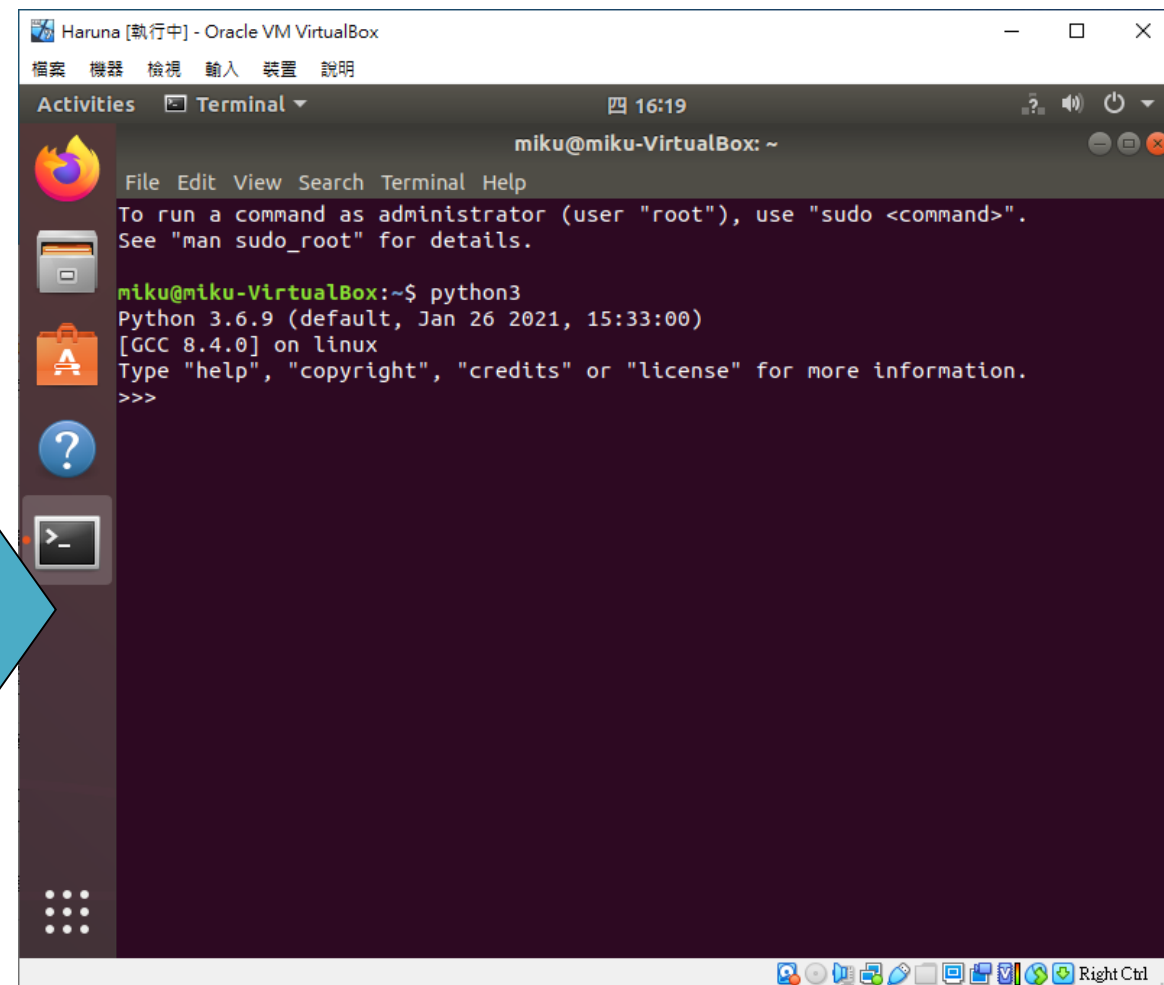 Haruna [執行中] - Oracle VM VirtualBox
檔案 機器 檢視 輸入 裝置 說明
Activities Terminal 四 16:19
miku@miku-VirtualBox: ~
File Edit View Search Terminal Help
To run a command as administrator (user "root"), use "sudo <command>".
See "man sudo_root" for details.
miku@miku-VirtualBox:~$ python3
Python 3.6.9 (default, Jan 26 2021, 15:33:00)
[GCC 8.4.0] on linux
Type "help", "copyright", "credits" or "license" for more information.
>>>
Right Ctrl